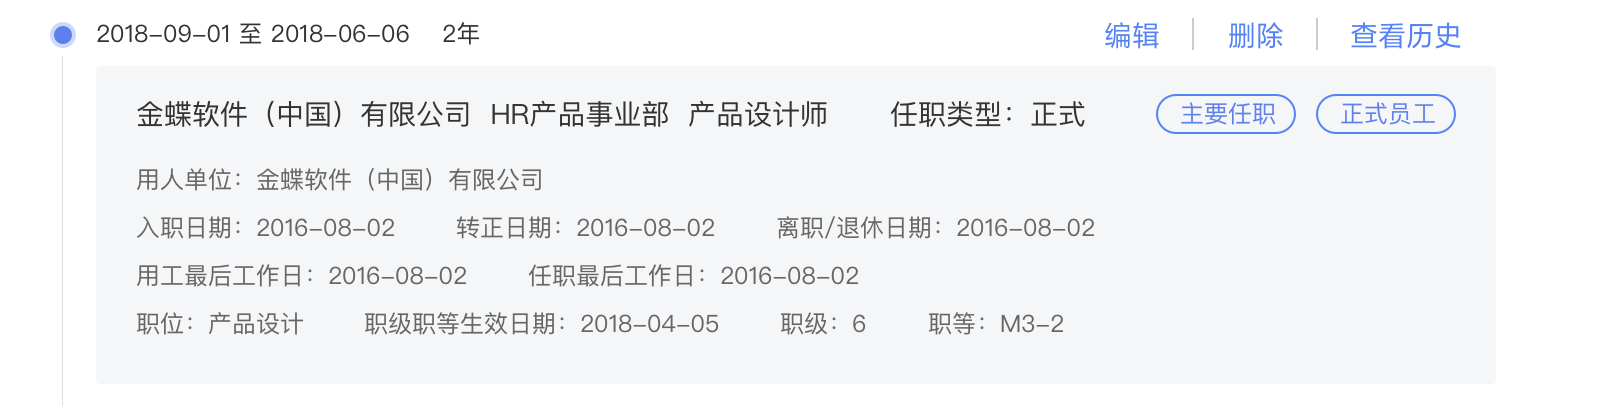 2018-09-01 至 2018-06-06 2年 编辑 删除 查看历史
金蝶软件（中国）有限公司 HR产品事业部 产品设计师 任职类型：正式 主要任职 正式员工
用人单位：金蝶软件（中国）有限公司
入职日期：2016-08-02 转正日期：2016-08-02 离职/退休日期：2016-08-02
用工最后工作日：2016-08-02 任职最后工作日：2016-08-02
职位：产品设计 职级职等生效日期：2018-04-05 职级：6 职等：M3-2